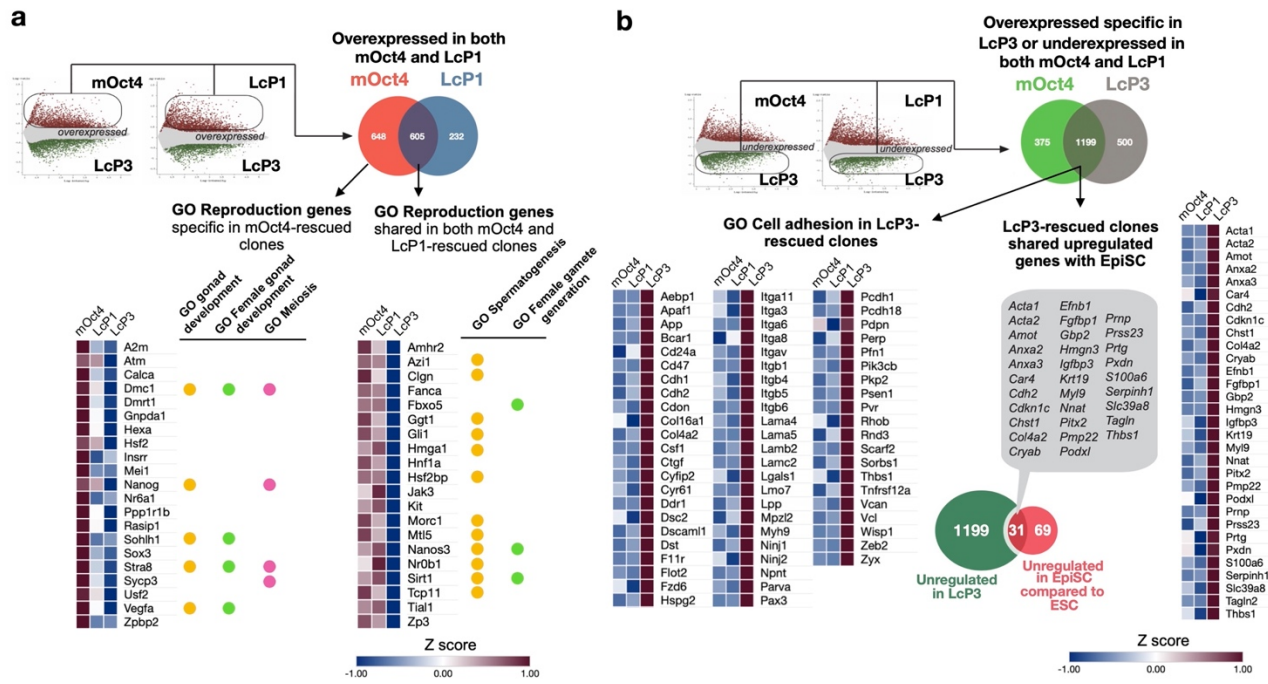 a
Overexpressed in both
mOct4 and LcP1
mOct4
LcP1
mOct4
LcP1
overexpressed
overexpressed
LcP3
LcP3
648
605
232
GO Reproduction genes
specific in mOct4-rescued
clones
GO Reproduction genes
shared in both mOct4 and
LcP1-rescued clones
GO gonad
development
GO Female gonad
development
GO Meiosis
mOct4
LcP1
LcP3
A2m
Atm
Calca
Dmc1
Dmrt1
Gnpda1
Hexa
Hsf2
Insrr
Mei1
Nanog
Nr6a1
Ppp1r1b
Rasip1
Sohlh1
Sox3
Stra8
Sycp3
Usf2
Vegfa
Zpbp2
GO Spermatogenesis
GO Female gamete
generation
mOct4
LcP1
LcP3
Amhr2
Azi1
Clgn
Fanca
Fbxo5
Ggt1
Gli1
Hmga1
Hnf1a
Hsf2bp
Jak3
Kit
Morc1
Mtl5
Nanos3
Nr0b1
Sirt1
Tcp11
Tial1
Zp3
Z score
-1.00
0.00
1.00
b
Overexpressed specific in
LcP3 or underexpressed in
both mOct4 and LcP1
mOct4
LcP3
mOct4
LcP1
underexpressed
underexpressed
LcP3
LcP3
375
1199
500
GO Cell adhesion in LcP3-
rescued clones
mOct4
LcP1
LcP3
Aebp1
Apaf1
App
Bcar1
Cd24a
Cd47
Cdh1
Cdh2
Cdon
Col16a1
Col4a2
Csf1
Ctgf
Cyfip2
Cyr61
Ddr1
Dsc2
Dscaml1
Dst
F11r
Flot2
Fzd6
Hspg2
mOct4
LcP1
LcP3
Itga11
Itga3
Itga6
Itga8
Itgav
Itgb1
Itgb4
Itgb5
Itgb6
Lama4
Lama5
Lamb2
Lamc2
Lgals1
Lmo7
Lpp
Mpzl2
Myh9
Ninj1
Ninj2
Npnt
Parva
Pax3
mOct4
LcP1
LcP3
Pcdh1
Pcdh18
Pdpn
Perp
Pfn1
Pik3cb
Pkp2
Psen1
Pvr
Rhob
Rnd3
Scarf2
Sorbs1
Thbs1
Tnfrsf12a
Vcan
Vcl
Wisp1
Zeb2
Zyx
LcP3-rescued clones
shared upregulated
genes with EpiSC
Acta1
Acta2
Amot
Anxa2
Anxa3
Car4
Cdh2
Cdkn1c
Chst1
Col4a2
Cryab
Efnb1
Fgfbp1
Gbp2
Hmgn3
Igfbp3
Krt19
Myl9
Nnat
Pitx2
Pmp22
Podxl
Prnp
Prss23
Prtg
Pxdn
S100a6
Serpinh1
Slc39a8
Tagln
Thbs1
1199
31
69
Unregulated
in LcP3
Unregulated
in EpiSC
compared to
ESC
mOct4
LcP1
LcP3
Acta1
Acta2
Amot
Anxa2
Anxa3
Car4
Cdh2
Cdkn1c
Chst1
Col4a2
Cryab
Efnb1
Fgfbp1
Gbp2
Hmgn3
Igfbp3
Krt19
Myl9
Nnat
Pitx2
Pmp22
Podxl
Prnp
Prss23
Prtg
Pxdn
S100a6
Serpinh1
Slc39a8
Tagln2
Thbs1
Z score
-1.00
0.00
1.00